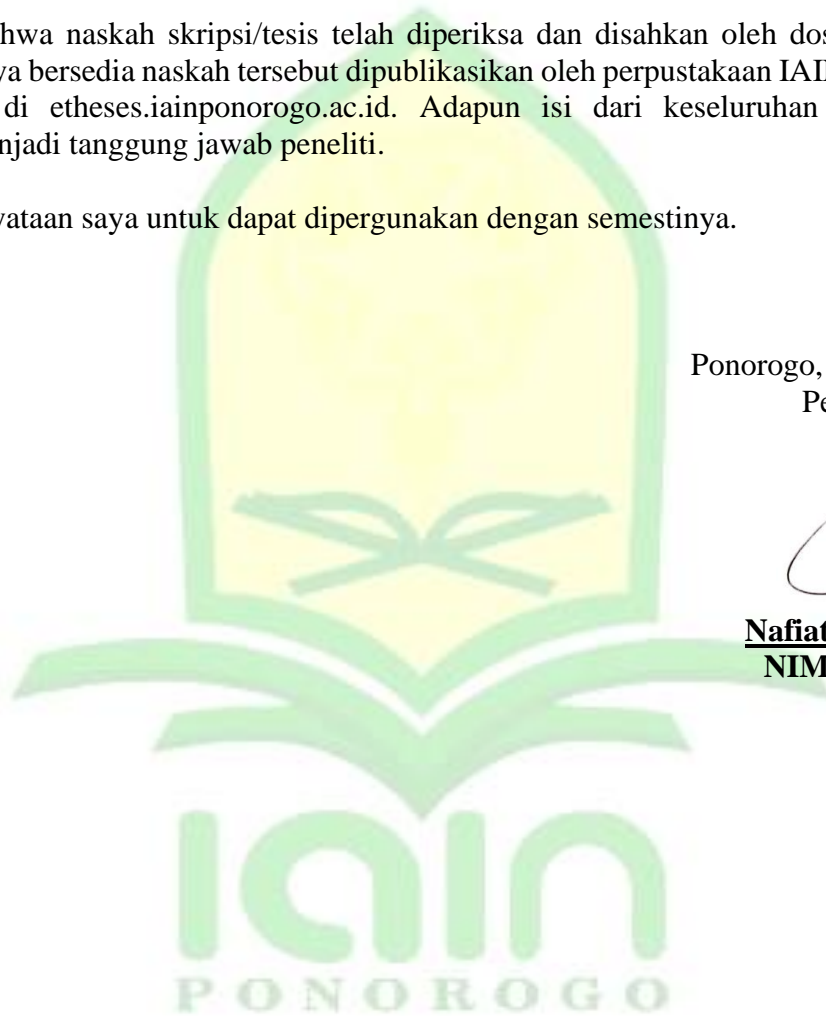 hwa naskah skripsi/tesis telah diperiksa dan disahkan oleh dos
ya bersedia naskah tersebut dipublikasikan oleh perpustakaan IAI
di etheses.iainponorogo.ac.id. Adapun isi dari keseluruhan
njadi tanggung jawab peneliti.
yataan saya untuk dapat dipergunakan dengan semestinya.
Ponorogo,
Pe
Nafiat
NIM
iain
PONOROGO